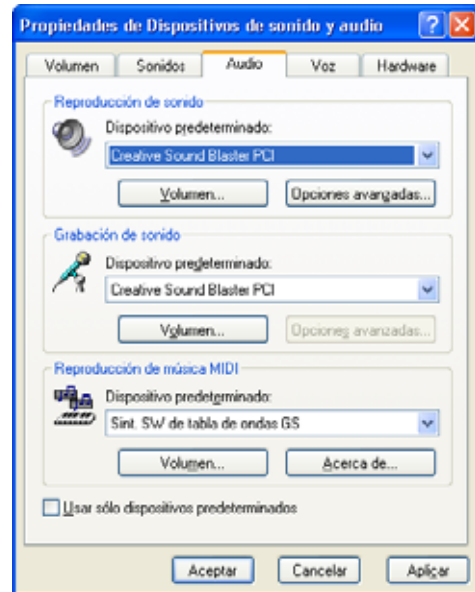 Propiedades de Dispositivos de sonido y audio
Volumen Sonidos Audio Voz Hardware
Reproducción de sonido
Dispositivo predeterminado:
Creative Sound Blaster PCI
Volumen... Opciones avanzadas...
Grabación de sonido
Dispositivo predeterminado:
Creative Sound Blaster PCI
Volumen... Opciones avanzadas...
Reproducción de música MIDI
Dispositivo predeterminado:
Sint. SW de tabla de ondas GS
Volumen... Acerca de...
Usar sólo dispositivos predeterminados
Aceptar Cancelar Aplicar